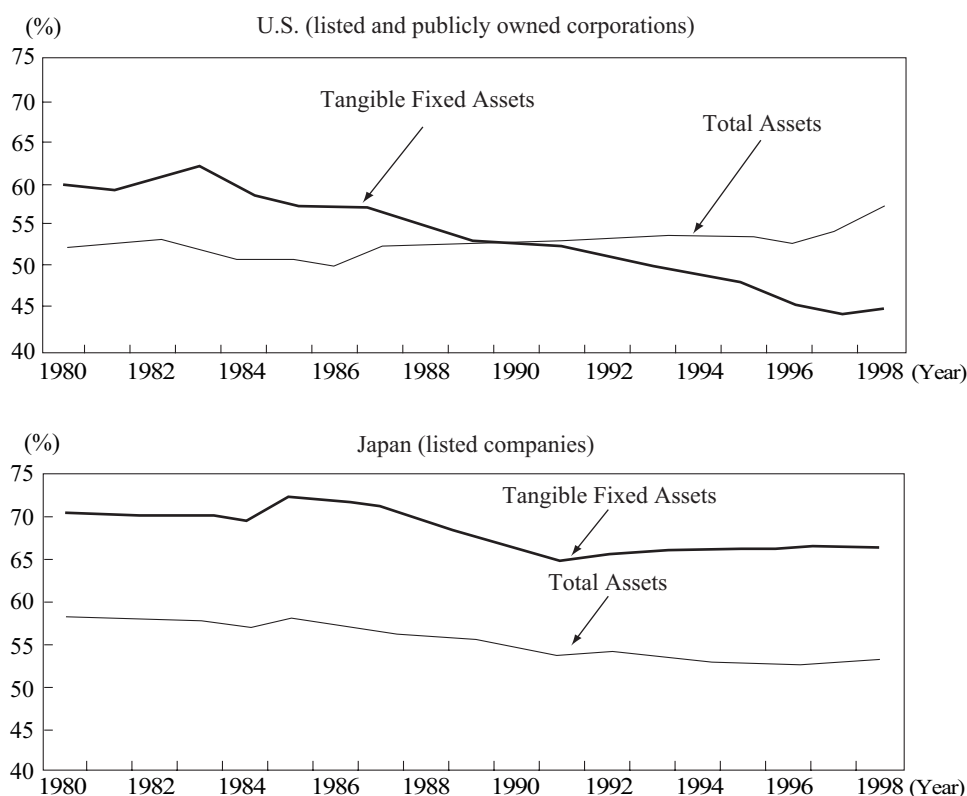 (%)
U.S. (listed and publicly owned corporations)
75
70
65
60
55
50
45
40
Tangible Fixed Assets
Total Assets
1980 1982 1984 1986 1988 1990 1992 1994 1996 1998 (Year)
(%)
Japan (listed companies)
75
70
65
60
55
50
45
40
Tangible Fixed Assets
Total Assets
1980 1982 1984 1986 1988 1990 1992 1994 1996 1998 (Year)